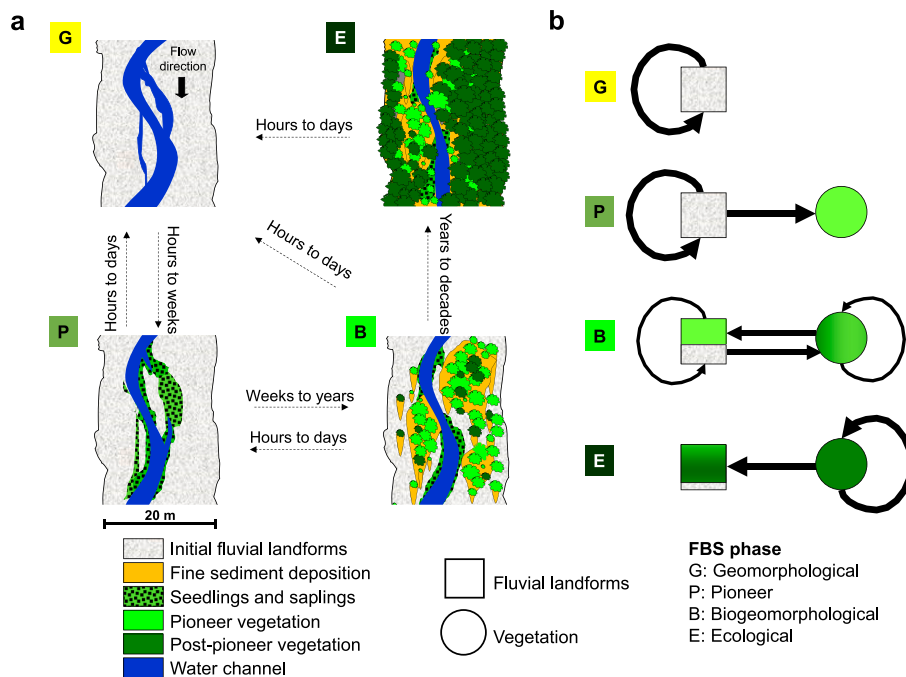 a
G
Flow
direction
E
Hours to days
Hours to days
Hours to weeks
Hours to days
Years to decades
P
B
Weeks to years
Hours to days
20 m
Initial fluvial landforms
Fine sediment deposition
Seedlings and saplings
Pioneer vegetation
Post-pioneer vegetation
Water channel
Fluvial landforms
Vegetation
b
G
P
B
E
FBS phase
G: Geomorphological
P: Pioneer
B: Biogeomorphological
E: Ecological